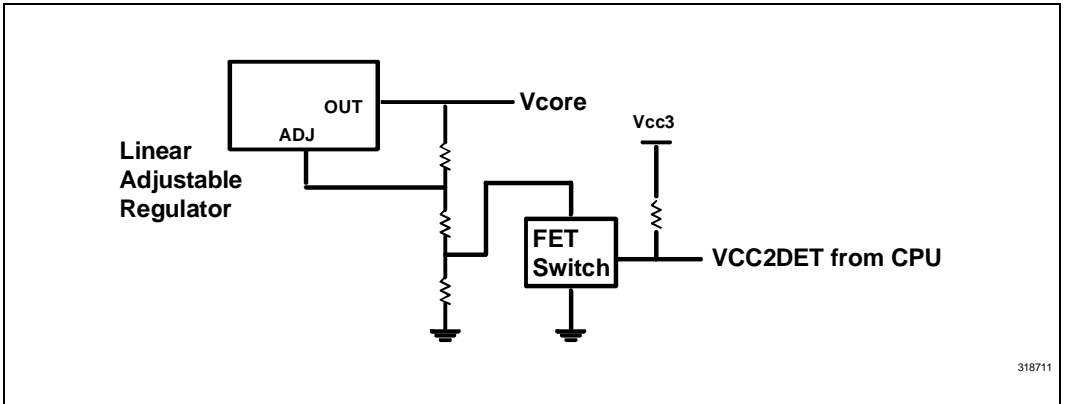 OUT
ADJ
Vcore
Linear
Adjustable
Regulator
Vcc3
FET
Switch
VCC2DET from CPU
318711